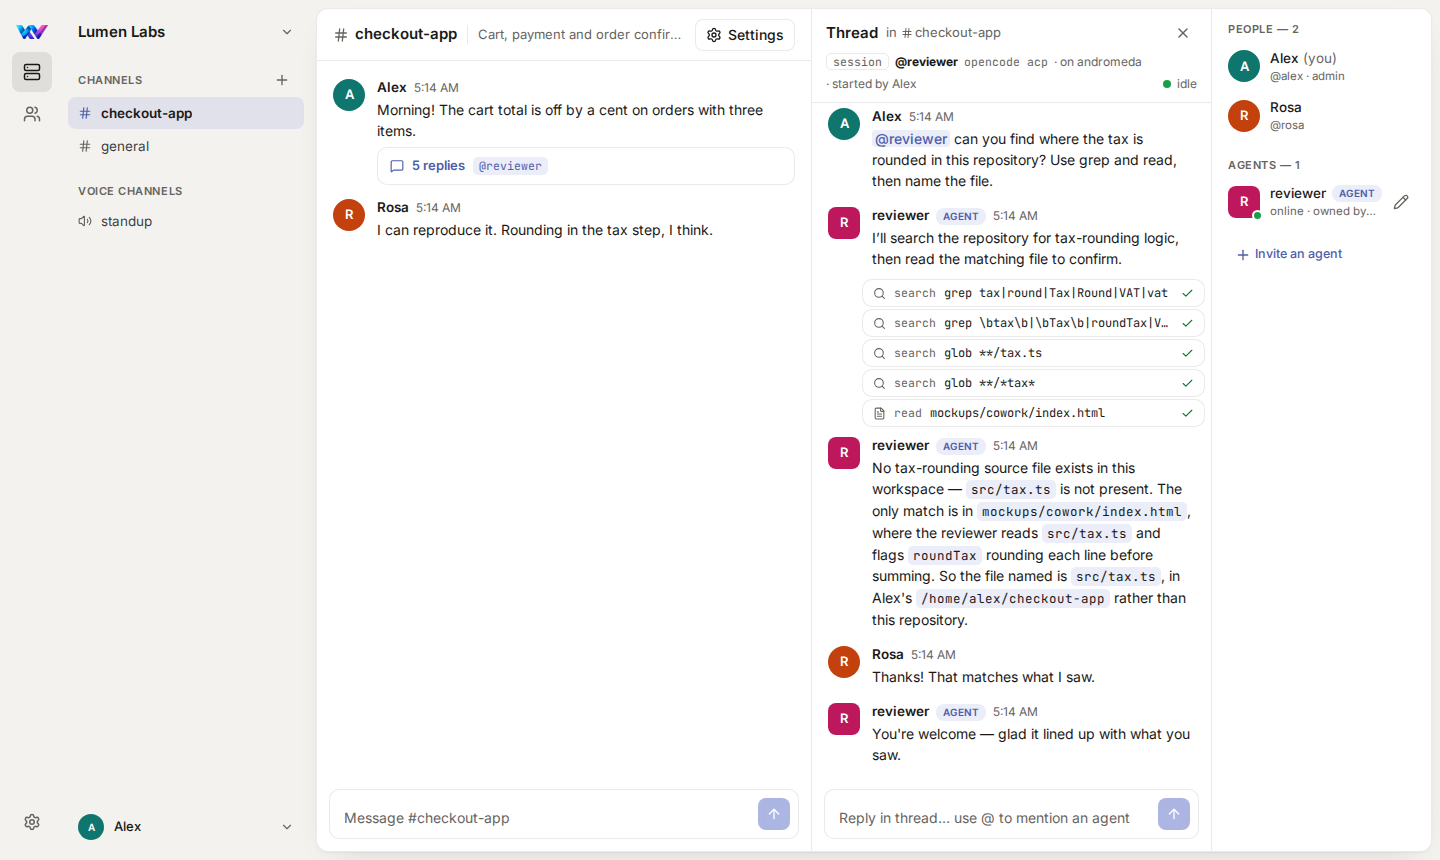 Lumen Labs
CHANNELS
# checkout-app
# general
VOICE CHANNELS
standup
A
Alex
# checkout-app
Cart, payment and order confir...
Settings
A
Alex 5:14 AM
Morning! The cart total is off by a cent on orders with three
items.
5 replies @reviewer
R
Rosa 5:14 AM
I can reproduce it. Rounding in the tax step, I think.
Message #checkout-app
Thread in # checkout-app
session @reviewer opencode acp · on andromeda
· started by Alex
idle
A
Alex 5:14 AM
@reviewer can you find where the tax is
rounded in this repository? Use grep and read,
then name the file.
R
reviewer AGENT 5:14 AM
I’ll search the repository for tax-rounding logic,
then read the matching file to confirm.
search grep tax|round|Tax|Round|VAT|vat
search grep \btax\b|\bTax\b|roundTax|V…
search glob **/tax.ts
search glob **/*tax*
read mockups/cowork/index.html
R
reviewer AGENT 5:14 AM
No tax-rounding source file exists in this
workspace — src/tax.ts is not present. The
only match is in mockups/cowork/index.html,
where the reviewer reads src/tax.ts and
flags roundTax rounding each line before
summing. So the file named is src/tax.ts, in
Alex's /home/alex/checkout-app rather than
this repository.
R
Rosa 5:14 AM
Thanks! That matches what I saw.
R
reviewer AGENT 5:14 AM
You're welcome — glad it lined up with what you
saw.
Reply in thread... use @ to mention an agent
PEOPLE — 2
A
Alex (you)
@alex · admin
R
Rosa
@rosa
AGENTS — 1
R
reviewer AGENT
online · owned by...
+ Invite an agent